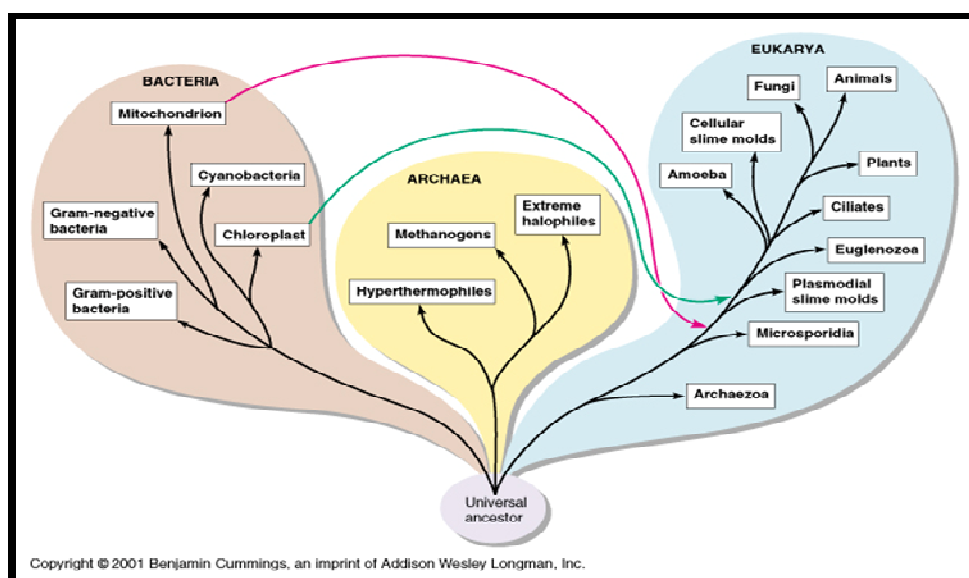 BACTERIA
Mitochondrion
Cyanobacteria
Gram-negative
bacteria
Chloroplast
Gram-positive
bacteria
ARCHAEA
Extreme
halophiles
Methanogens
Hyperthermophiles
EUKARYA
Animals
Fungi
Cellular
slime molds
Plants
Amoeba
Ciliates
Euglenozoa
Plasmodial
slime molds
Microsporidia
Archaezoa
Universal
ancestor
Copyright © 2001 Benjamin Cummings, an imprint of Addison Wesley Longman, Inc.